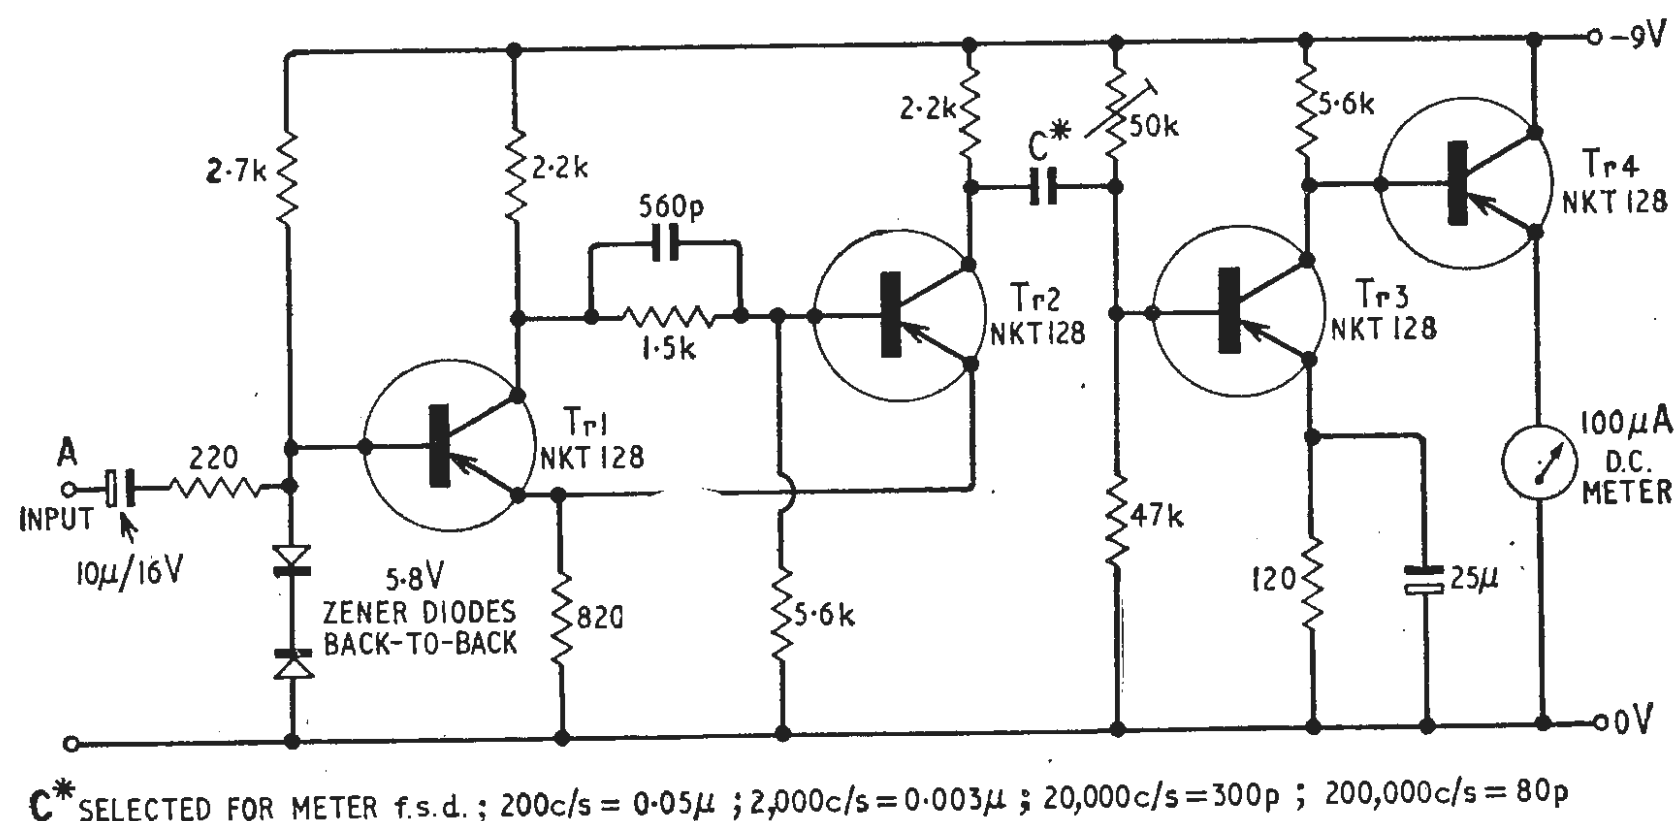 -9V
2.7k
2.2k
560p
1.5k
2.2k
C*
50k
5.6k
Tr4
NKT 128
Tr2
NKT 128
Tr3
NKT 128
Tr1
NKT 128
A
INPUT
220
10µ/16V
5.8V
ZENER DIODES
BACK-TO-BACK
820
5.6k
47k
120
25µ
100µA
D.C.
METER
0V
C* SELECTED FOR METER f.s.d. ; 200c/s = 0.05µ ; 2,000c/s = 0.003µ ; 20,000c/s = 300p ; 200,000c/s = 80p